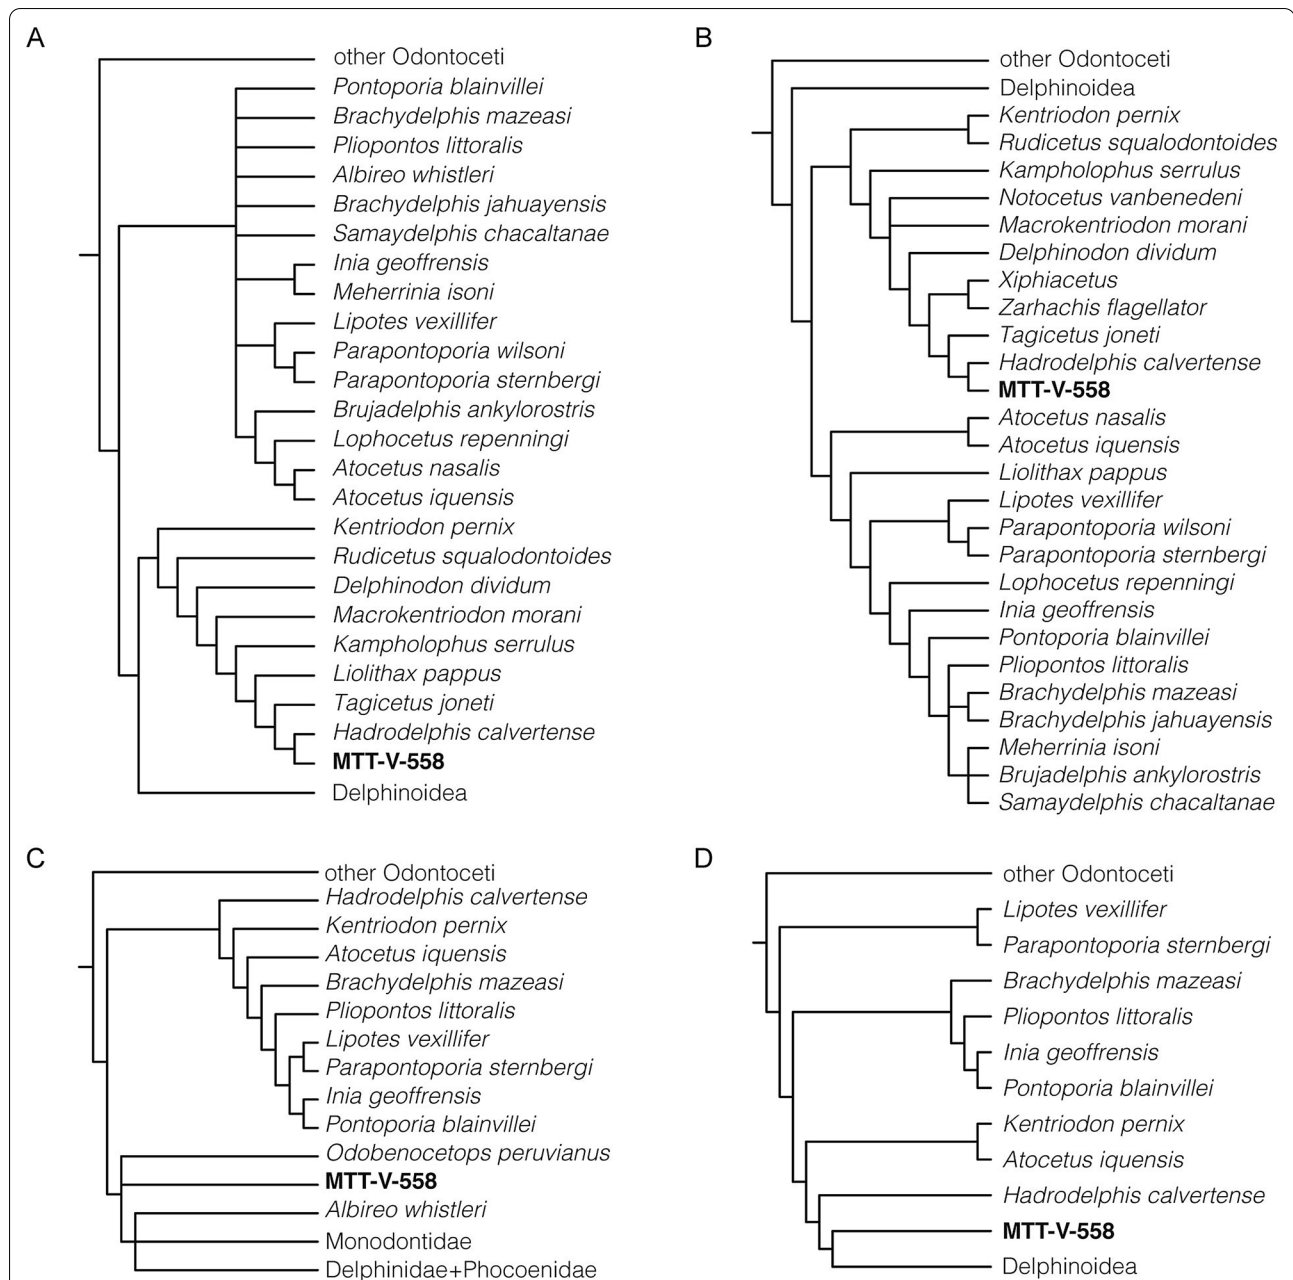 A
other Odontoceti
Pontoporia blainvillei
Brachydelphis mazeasi
Pliopontos littoralis
Albireo whistleri
Brachydelphis jahuayensis
Samaydelphis chacaltanae
Inia geoffrensis
Meherrinia isoni
Lipotes vexillifer
Parapontoporia wilsoni
Parapontoporia sternbergi
Brujadelphis ankylorostris
Lophocetus repenningi
Atocetus nasalis
Atocetus iquensis
Kentriodon pernix
Rudicetus squalodontoides
Delphinodon dividum
Macrokentriodon morani
Kampholophus serrulus
Liolithax pappus
Tagicetus joneti
Hadrodelphis calvertense
MTT-V-558
Delphinoidea
B
other Odontoceti
Delphinoidea
Kentriodon pernix
Rudicetus squalodontoides
Kampholophus serrulus
Notocetus vanbenedeni
Macrokentriodon morani
Delphinodon dividum
Xiphiacetus
Zarhachis flagellator
Tagicetus joneti
Hadrodelphis calvertense
MTT-V-558
Atocetus nasalis
Atocetus iquensis
Liolithax pappus
Lipotes vexillifer
Parapontoporia wilsoni
Parapontoporia sternbergi
Lophocetus repenningi
Inia geoffrensis
Pontoporia blainvillei
Pliopontos littoralis
Brachydelphis mazeasi
Brachydelphis jahuayensis
Meherrinia isoni
Brujadelphis ankylorostris
Samaydelphis chacaltanae
C
other Odontoceti
Hadrodelphis calvertense
Kentriodon pernix
Atocetus iquensis
Brachydelphis mazeasi
Pliopontos littoralis
Lipotes vexillifer
Parapontoporia sternbergi
Inia geoffrensis
Pontoporia blainvillei
Odobenocetops peruvianus
MTT-V-558
Albireo whistleri
Monodontidae
Delphinidae+Phocoenidae
D
other Odontoceti
Lipotes vexillifer
Parapontoporia sternbergi
Brachydelphis mazeasi
Pliopontos littoralis
Inia geoffrensis
Pontoporia blainvillei
Kentriodon pernix
Atocetus iquensis
Hadrodelphis calvertense
MTT-V-558
Delphinoidea